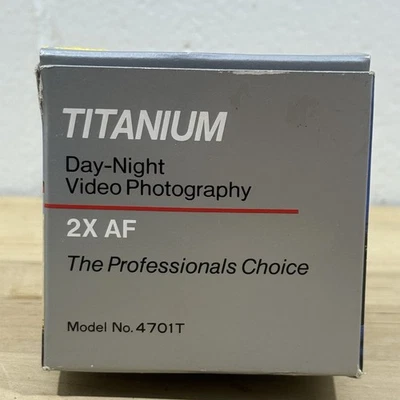 TITANIUM
Day-Night
Video Photography
2X AF
The Professionals Choice
Model No. 4701T